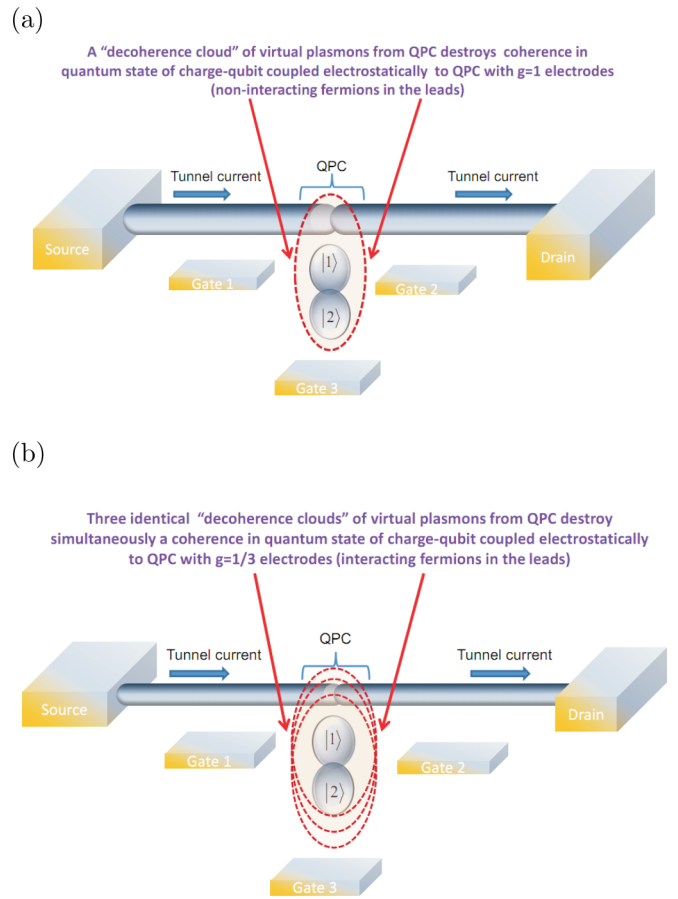 (a)
A “decoherence cloud” of virtual plasmons from QPC destroys coherence in
quantum state of charge-qubit coupled electrostatically to QPC with g=1 electrodes
(non-interacting fermions in the leads)
Tunnel current
QPC
Tunnel current
Source
|1⟩
Drain
Gate 1
Gate 2
|2⟩
Gate 3
(b)
Three identical “decoherence clouds” of virtual plasmons from QPC destroy
simultaneously a coherence in quantum state of charge-qubit coupled electrostatically
to QPC with g=1/3 electrodes (interacting fermions in the leads)
Tunnel current
QPC
Tunnel current
Source
Drain
|1⟩
Gate 1
Gate 2
|2⟩
Gate 3